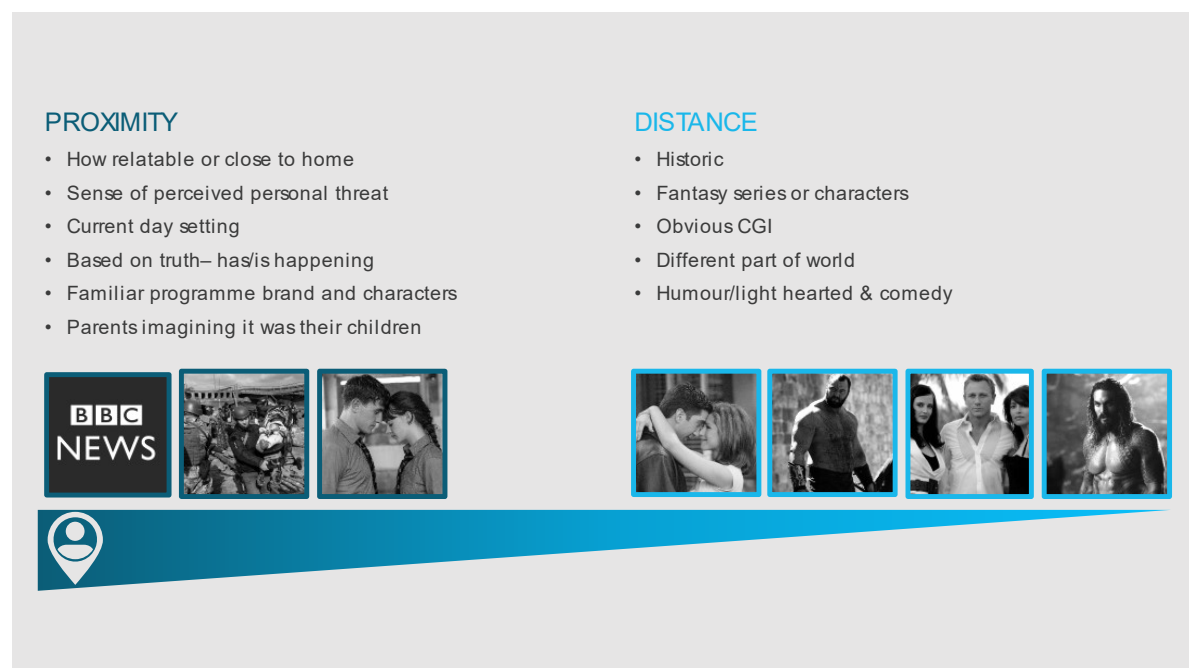 PROXIMITY
• How relatable or close to home
• Sense of perceived personal threat
• Current day setting
• Based on truth– has/is happening
• Familiar programme brand and characters
• Parents imagining it was their children
DISTANCE
• Historic
• Fantasy series or characters
• Obvious CGI
• Different part of world
• Humour/light hearted & comedy
BBC
NEWS